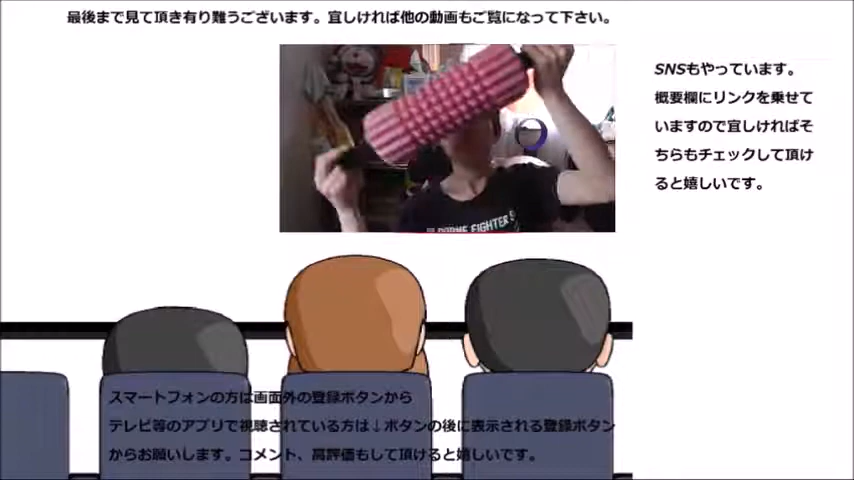 最後まで見て頂き有り難うございます。宜しければ他の動画もご覧になって下さい。
SNSもやっています。
概要欄にリンクを乗せて
いますので宜しければそ
ちらもチェックして頂け
ると嬉しいです。
FIGHTER
スマートフォンの方は画面外の登録ボタンから
テレビ等のアプリで視聴されている方は↓ボタンの後に表示される登録ボタン
からお願いします。コメント、高評価もして頂けると嬉しいです。